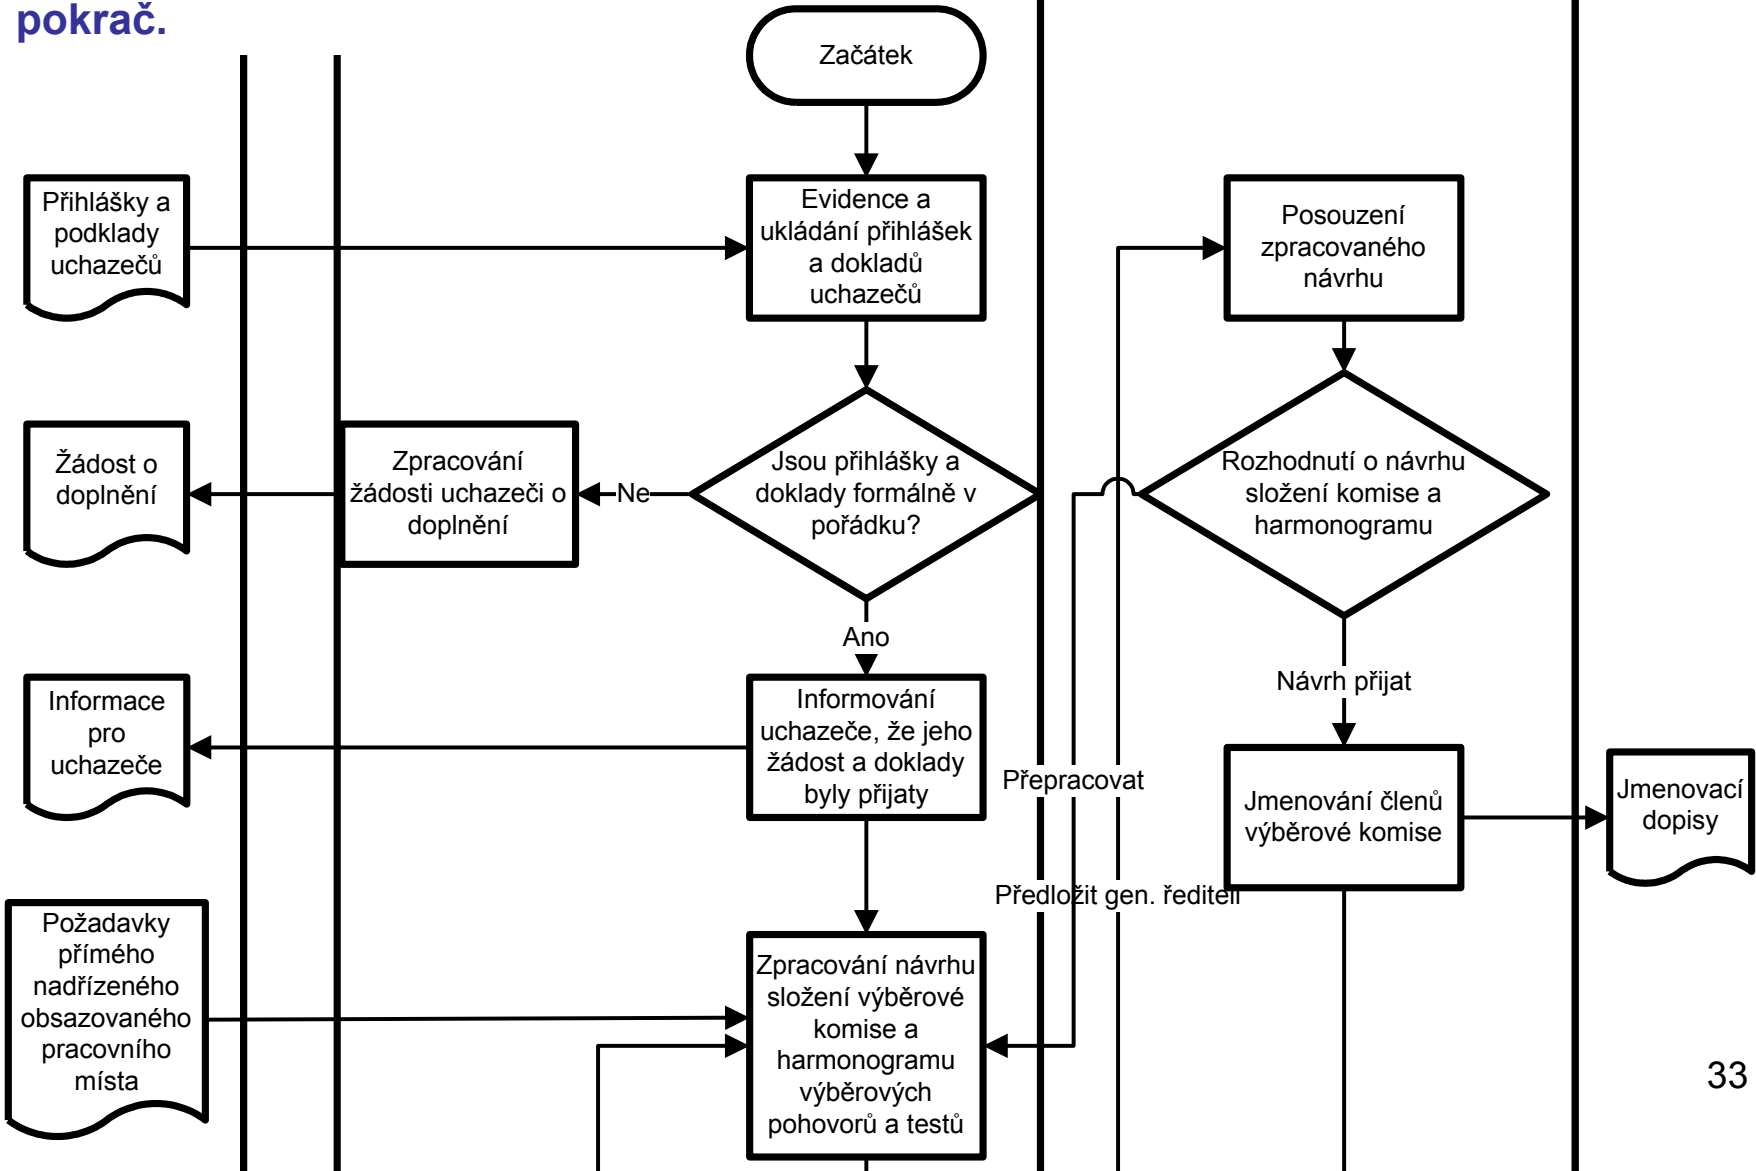 pokrač.
Začátek
Přihlášky a
podklady
uchazečů
Evidence a
ukládání přihlášek
a dokladů
uchazečů
Posouzení
zpracovaného
návrhu
Žádost o
doplnění
Zpracování
žádosti uchazeči o
doplnění
Ne
Jsou přihlášky a
doklady formálně v
pořádku?
Rozhodnutí o návrhu
složení komise a
harmonogramu
Ano
Návrh přijat
Informace
pro
uchazeče
Informování
uchazeče, že jeho
žádost a doklady
byly přijaty
Přepracovat
Jmenování členů
výběrové komise
Jmenovací
dopisy
Předložit gen. řediteli
Požadavky
přímého
nadřízeného
obsazovaného
pracovního
místa
Zpracování návrhu
složení výběrové
komise a
harmonogramu
výběrových
pohovorů a testů
33